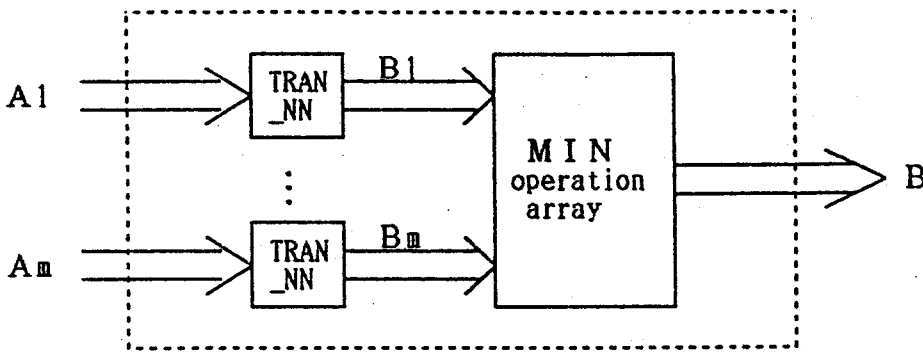 A1
TRAN
_NN
B1
MIN
operation
array
B
Am
TRAN
_NN
Bm